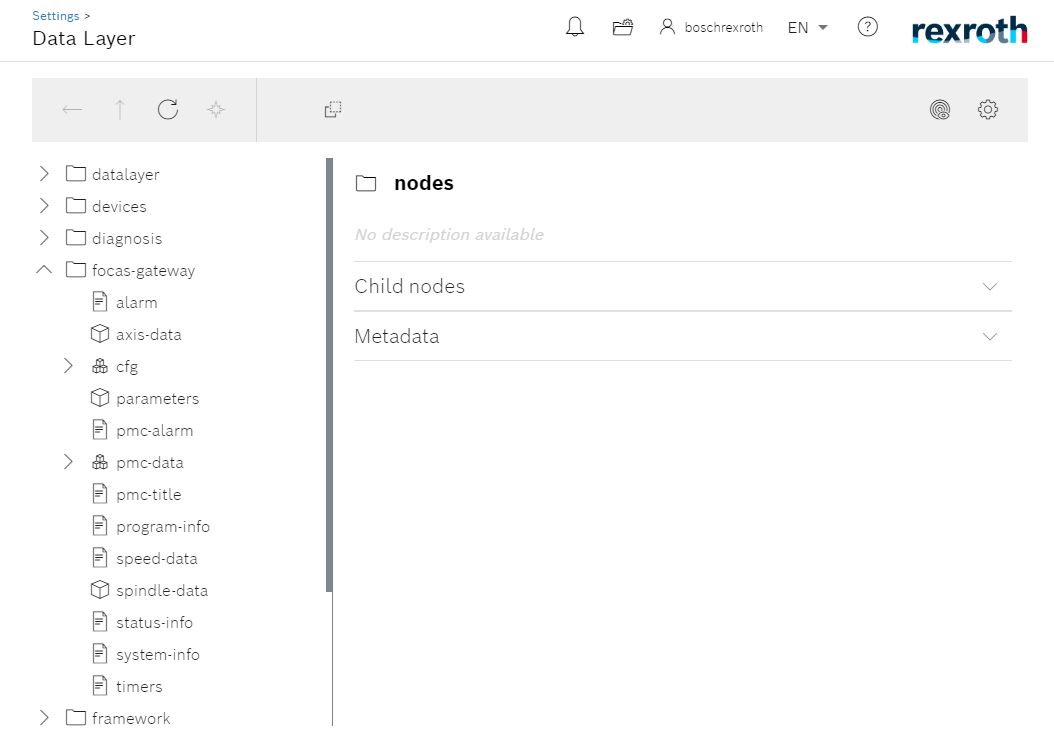 Settings >
Data Layer
boschrexroth
EN
?
rexroth
datalayer
devices
diagnosis
focas-gateway
alarm
axis-data
cfg
parameters
pmc-alarm
pmc-data
pmc-title
program-info
speed-data
spindle-data
status-info
system-info
timers
framework
nodes
No description available
Child nodes
Metadata